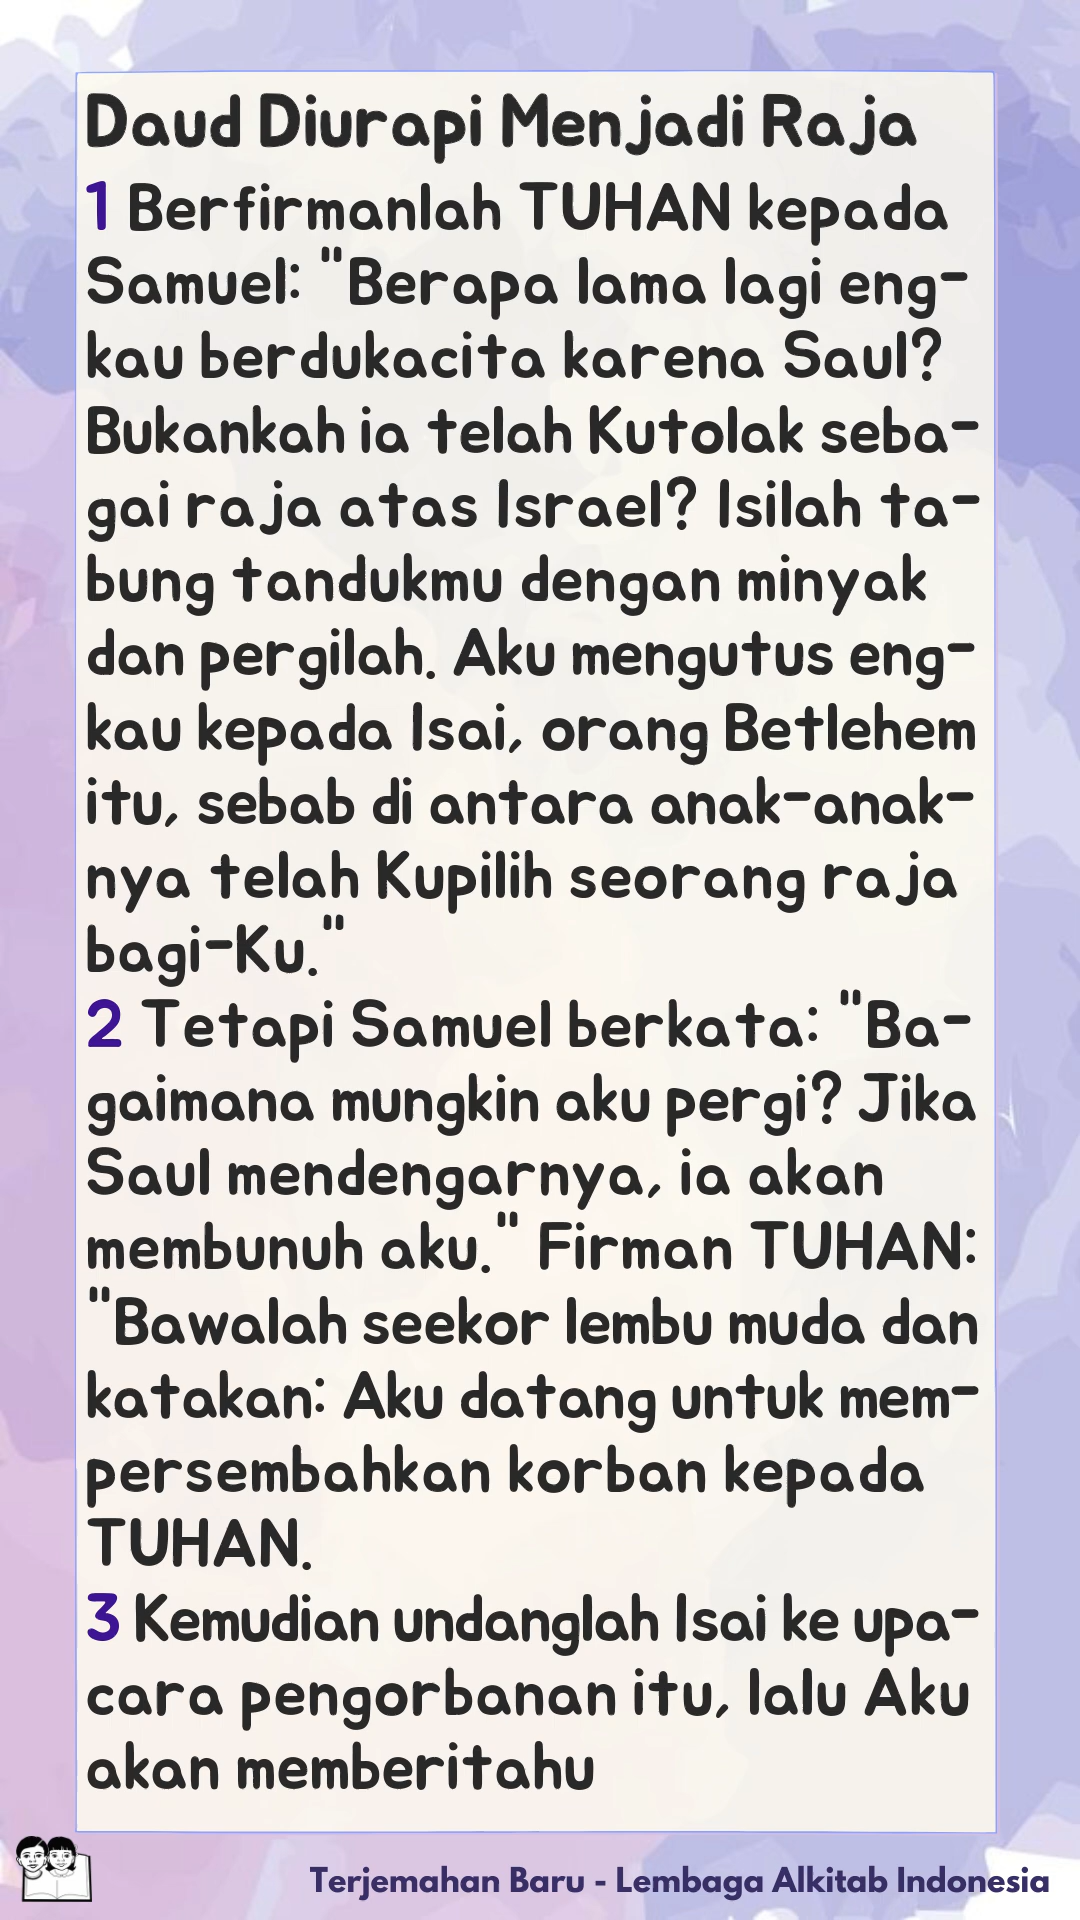 Daud Diurapi Menjadi Raja
1 Berfirmanlah TUHAN kepada
Samuel: "Berapa lama lagi eng-
kau berdukacita karena Saul?
Bukankah ia telah Kutolak seba-
gai raja atas Israel? Isilah ta-
bung tandukmu dengan minyak
dan pergilah. Aku mengutus eng-
kau kepada Isai, orang Betlehem
itu, sebab di antara anak-anak-
nya telah Kupilih seorang raja
bagi-Ku."
2 Tetapi Samuel berkata: "Ba-
gaimana mungkin aku pergi? Jika
Saul mendengarnya, ia akan
membunuh aku." Firman TUHAN:
"Bawalah seekor lembu muda dan
katakan: Aku datang untuk mem-
persembahkan korban kepada
TUHAN.
3 Kemudian undanglah Isai ke upa-
cara pengorbanan itu, lalu Aku
akan memberitahu
Terjemahan Baru - Lembaga Alkitab Indonesia